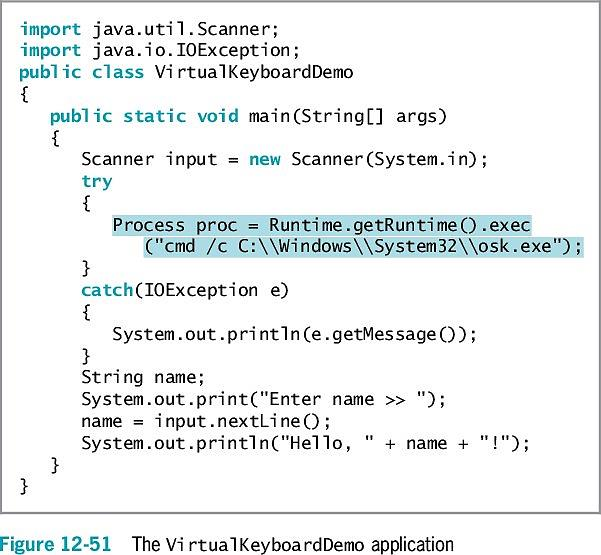 import java.util.Scanner;
import java.io.IOException;
public class VirtualKeyboardDemo
{
   public static void main(String[] args)
   {
      Scanner input = new Scanner(System.in);
      try
      {
         Process proc = Runtime.getRuntime().exec
            ("cmd /c C:\\Windows\\System32\\osk.exe");
      }
      catch(IOException e)
      {
         System.out.println(e.getMessage());
      }
      String name;
      System.out.print("Enter name >> ");
      name = input.nextLine();
      System.out.println("Hello, " + name + "!");
   }
}
Figure 12-51 The VirtualKeyboardDemo application